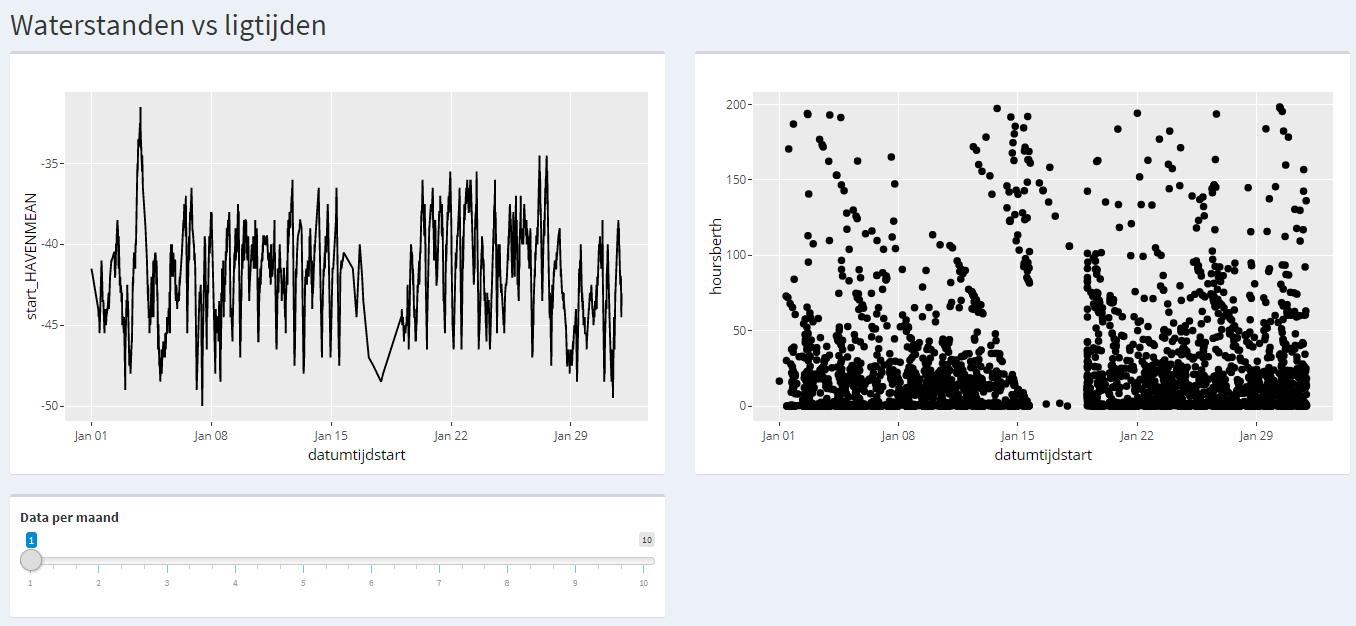 Waterstanden vs ligtijden
start_HAVENMEAN
-35
-40
-45
-50
Jan 01 Jan 08 Jan 15 Jan 22 Jan 29
datumtijdstart
hoursberth
200
150
100
50
0
Jan 01 Jan 08 Jan 15 Jan 22 Jan 29
datumtijdstart
Data per maand
1 10
1 2 3 4 5 6 7 8 9 10